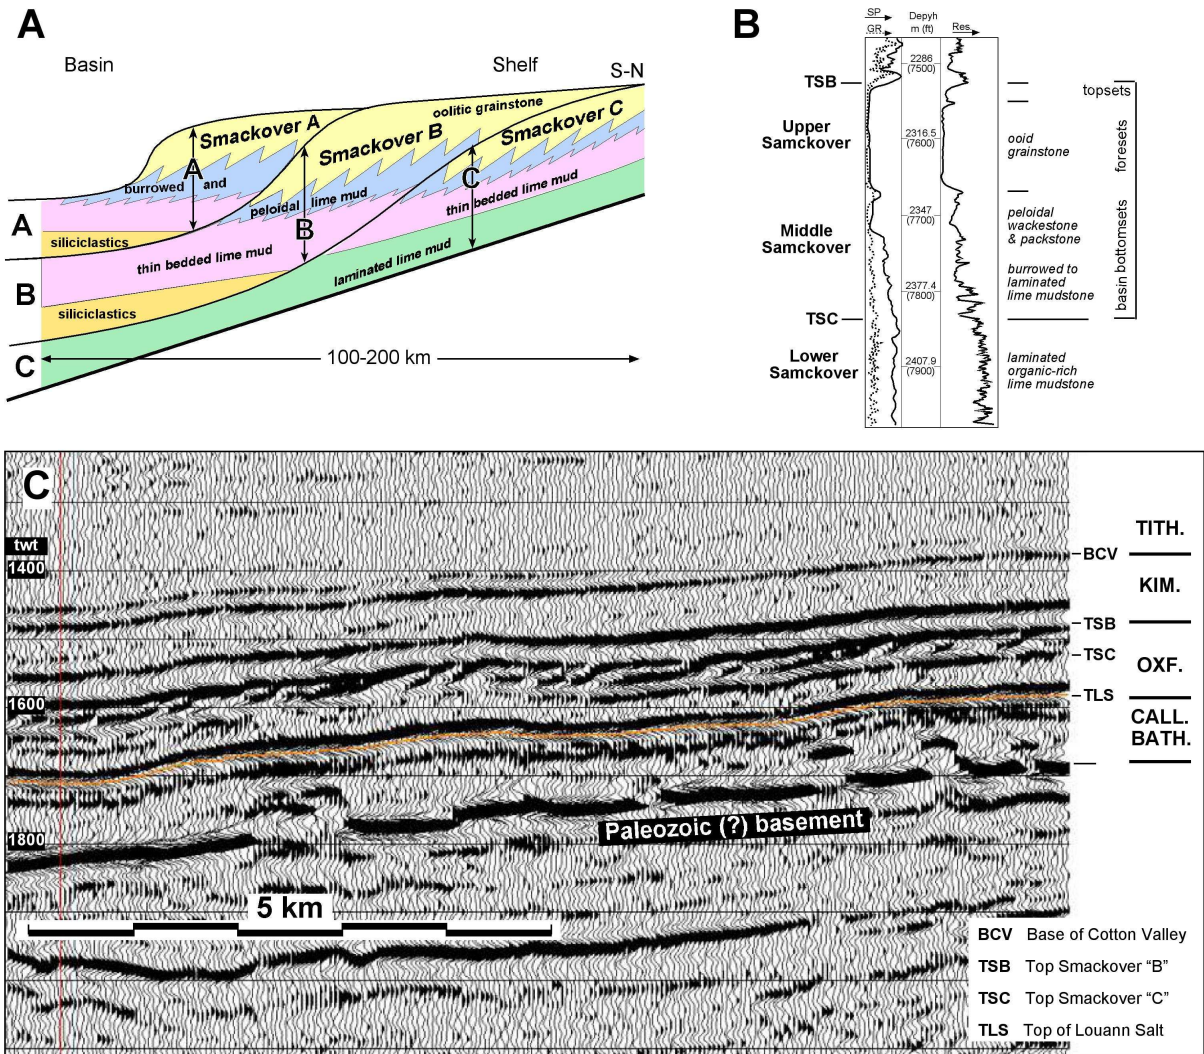 A
Basin
Shelf
S-N
oolitic grainstone
Smackover A
Smackover B
Smackover C
A
burrowed and
peloidal lime mud
B
C
thin bedded lime mud
thin bedded lime mud
laminated lime mud
A
siliciclastics
B
siliciclastics
C
100-200 km
B
SP
GR
Depyh
m (ft)
Res.
TSB
Upper
Samckover
Middle
Samckover
TSC
Lower
Samckover
2286
(7500)
2316.5
(7600)
2347
(7700)
2377.4
(7800)
2407.9
(7900)
ooid
grainstone
peloidal
wackestone
& packstone
burrowed to
laminated
lime mudstone
laminated
organic-rich
lime mudstone
topsets
foresets
basin bottomsets
C
twt
1400
1600
1800
BCV
TSB
TSC
TLS
TITH.
KIM.
OXF.
CALL.
BATH.
Paleozoic (?) basement
5 km
BCV Base of Cotton Valley
TSB Top Smackover “B”
TSC Top Smackover “C”
TLS Top of Louann Salt